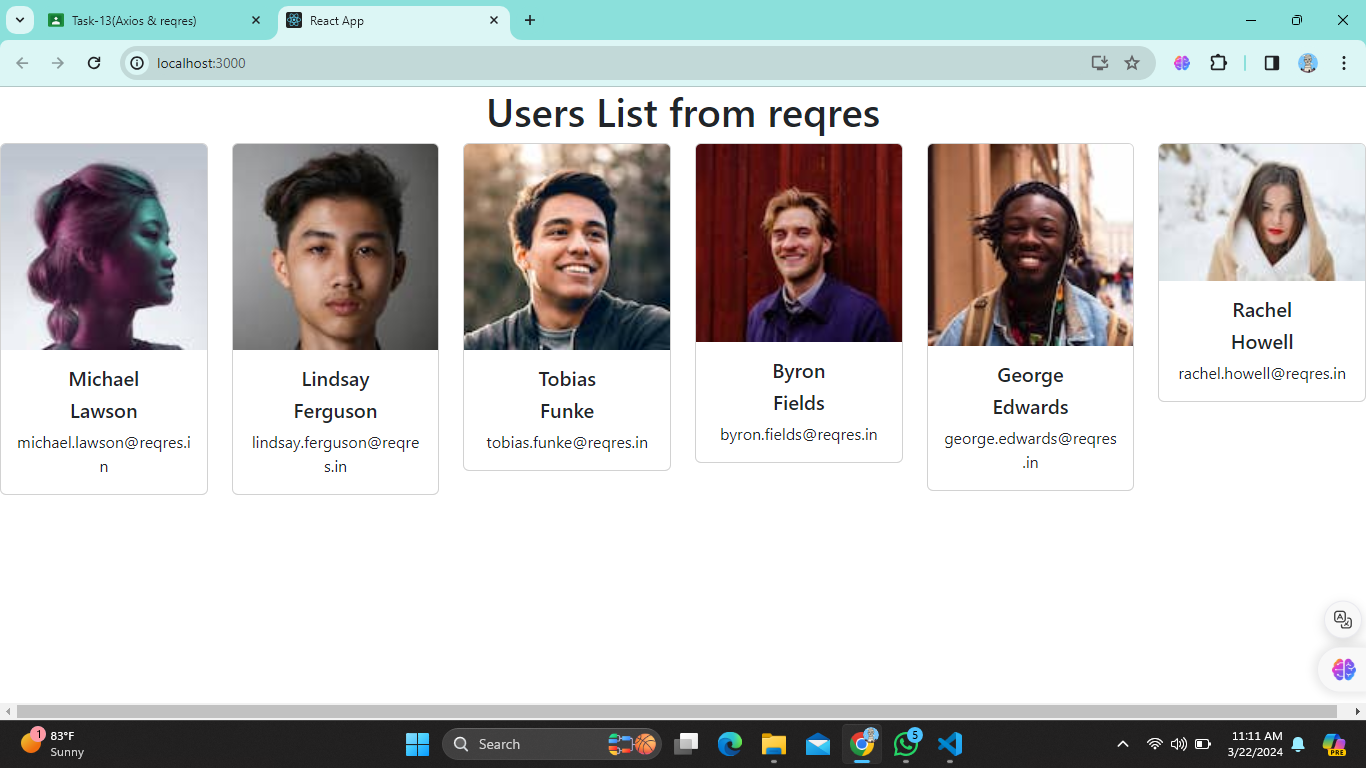 Task-13(Axios & reqres)
React App
localhost:3000
Users List from reqres
Michael
Lawson
michael.lawson@reqres.i
n
Lindsay
Ferguson
lindsay.ferguson@reqre
s.in
Tobias
Funke
tobias.funke@reqres.in
Byron
Fields
byron.fields@reqres.in
George
Edwards
george.edwards@reqres
.in
Rachel
Howell
rachel.howell@reqres.in
1
83°F
Sunny
Search
5
11:11 AM
3/22/2024
PRE